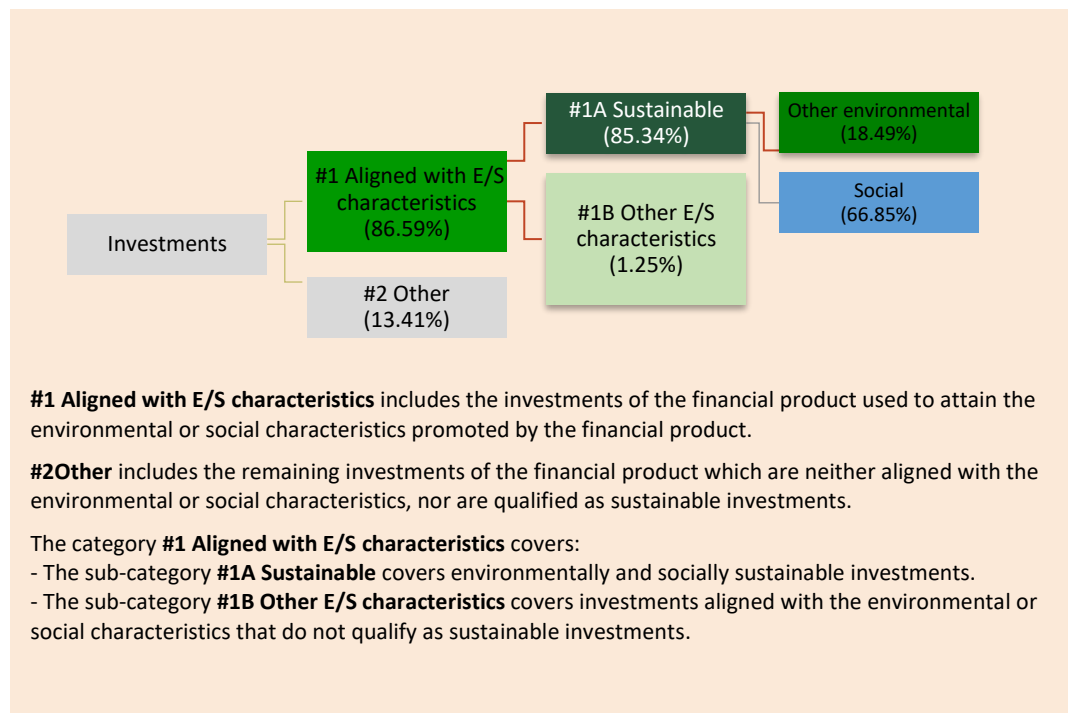 #1A Sustainable
(85.34%)
Other environmental
(18.49%)
#1 Aligned with E/S
characteristics
(86.59%)
Social
(66.85%)
#1B Other E/S
characteristics
(1.25%)
Investments
#2 Other
(13.41%)
#1 Aligned with E/S characteristics includes the investments of the financial product used to attain the
environmental or social characteristics promoted by the financial product.
#2Other includes the remaining investments of the financial product which are neither aligned with the
environmental or social characteristics, nor are qualified as sustainable investments.
The category #1 Aligned with E/S characteristics covers:
- The sub-category #1A Sustainable covers environmentally and socially sustainable investments.
- The sub-category #1B Other E/S characteristics covers investments aligned with the environmental or
social characteristics that do not qualify as sustainable investments.